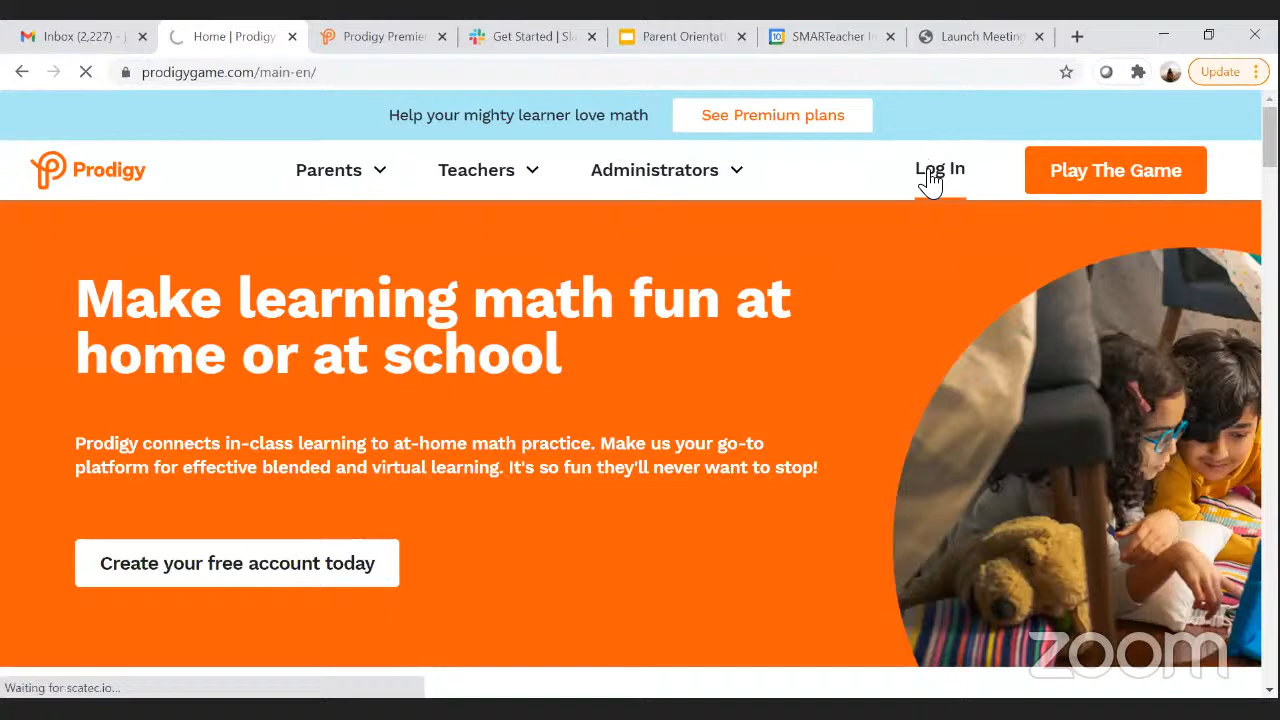 Inbox (2,227) - j
Home | Prodigy
Prodigy Premier
Get Started | Sla
Parent Orientati
SMARTeacher In
Launch Meeting
prodigygame.com/main-en/
Update
Help your mighty learner love math
See Premium plans
Prodigy
Parents
Teachers
Administrators
Log In
Play The Game
Make learning math fun at
home or at school
Prodigy connects in-class learning to at-home math practice. Make us your go-to
platform for effective blended and virtual learning. It's so fun they'll never want to stop!
Create your free account today
zoom
Waiting for scatec.io...